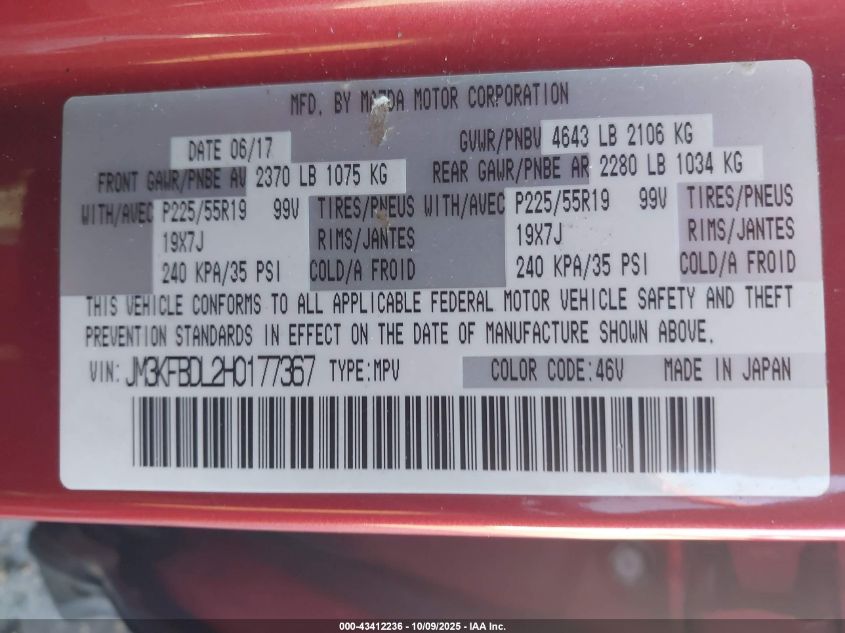 MFD. BY MAZDA MOTOR CORPORATION
DATE 06/17 GVWR/PNBV 4643 LB 2106 KG
FRONT GAWR/PNBE AV 2370 LB 1075 KG REAR GAWR/PNBE AR 2280 LB 1034 KG
WITH/AVEC P225/55R19 99V TIRES/PNEUS WITH/AVEC P225/55R19 99V TIRES/PNEUS
19X7J RIMS/JANTES 19X7J RIMS/JANTES
240 KPA/35 PSI COLD/A FROID 240 KPA/35 PSI COLD/A FROID
THIS VEHICLE CONFORMS TO ALL APPLICABLE FEDERAL MOTOR VEHICLE SAFETY AND THEFT
PREVENTION STANDARDS IN EFFECT ON THE DATE OF MANUFACTURE SHOWN ABOVE.
VIN: JM3KFBDL2H0177367 TYPE:MPV COLOR CODE:46V MADE IN JAPAN
000-43412236 - 10/09/2025 - IAA Inc.